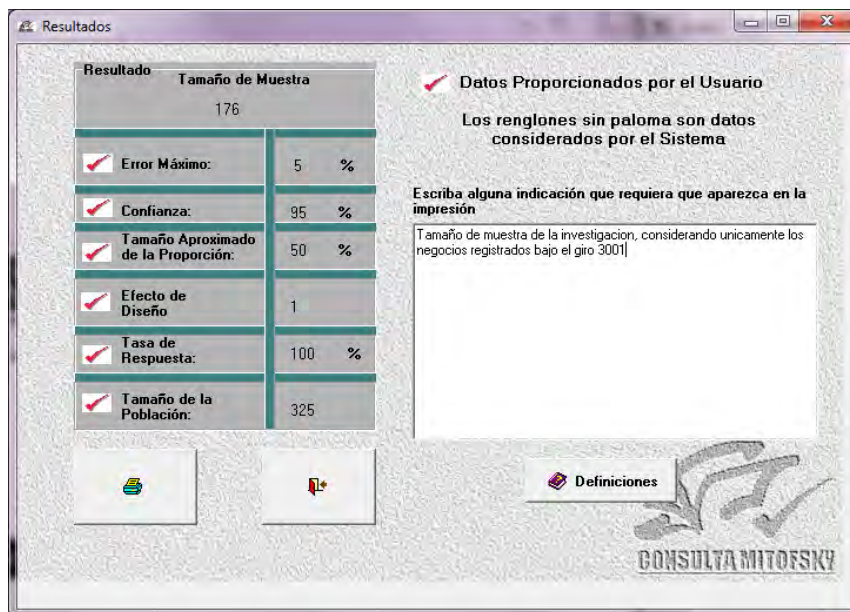 Resultados
Resultado
Tamaño de Muestra
176
Error Máximo: 5 %
Confianza: 95 %
Tamaño Aproximado
de la Proporción: 50 %
Efecto de
Diseño 1
Tasa de
Respuesta: 100 %
Tamaño de la
Población: 325
Datos Proporcionados por el Usuario
Los renglones sin paloma son datos
considerados por el Sistema
Escriba alguna indicación que requiera que aparezca en la
impresión
Tamaño de muestra de la investigacion, considerando unicamente los
negocios registrados bajo el giro 3001
Definiciones
CONSULTA MITOFSKY